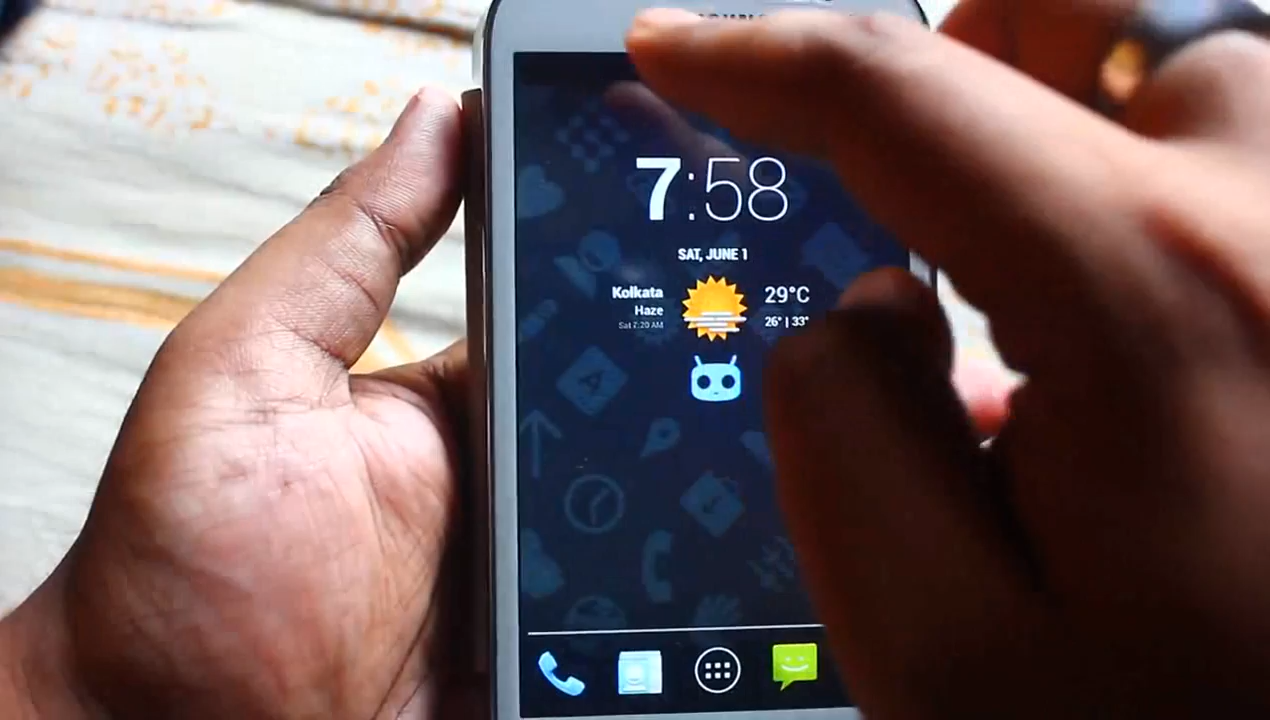 7:58
SAT, JUNE 1
Kolkata
Haze
Sat 7:20 AM
29°C
26° | 33°